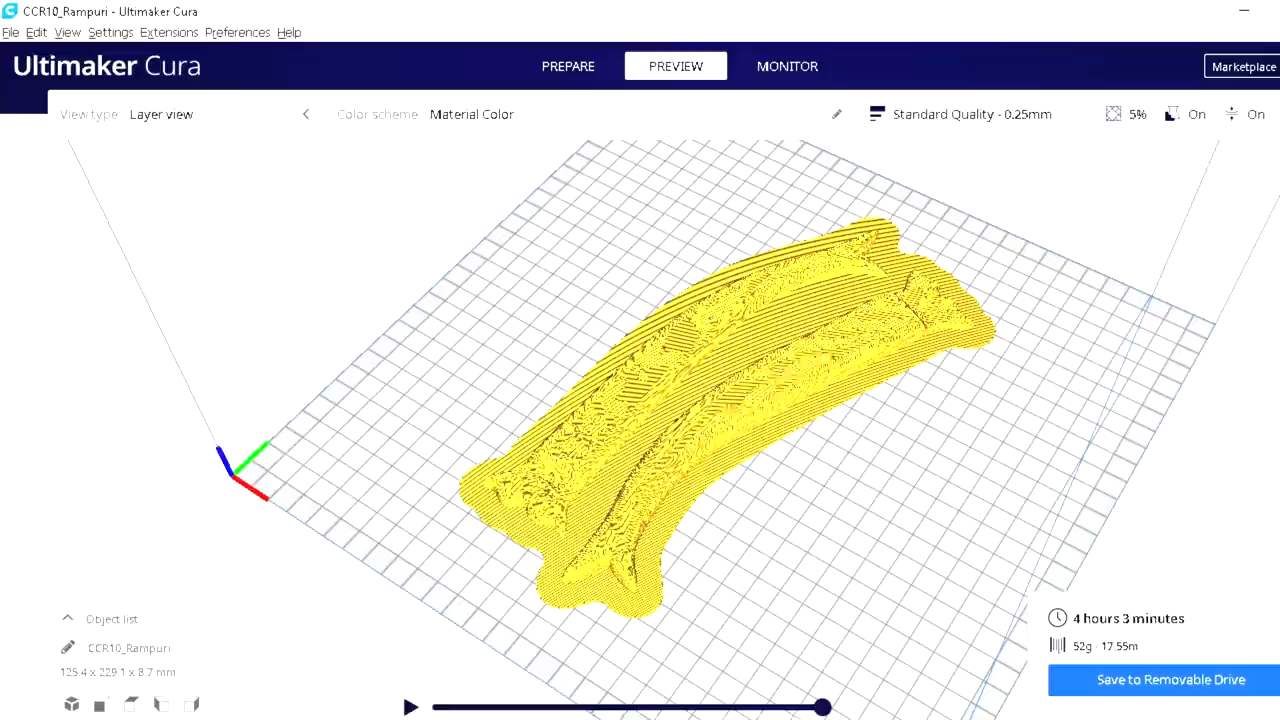 CCR10_Rampuri - Ultimaker Cura
File Edit View Settings Extensions Preferences Help
Ultimaker Cura
PREPARE
PREVIEW
MONITOR
Marketplace
View type Layer view
Color scheme Material Color
Standard Quality - 0.25mm
5%
On
On
4 hours 3 minutes
52g · 17.55m
Save to Removable Drive
Object list
CCR10_Rampuri
125.4 x 229.1 x 8.7 mm